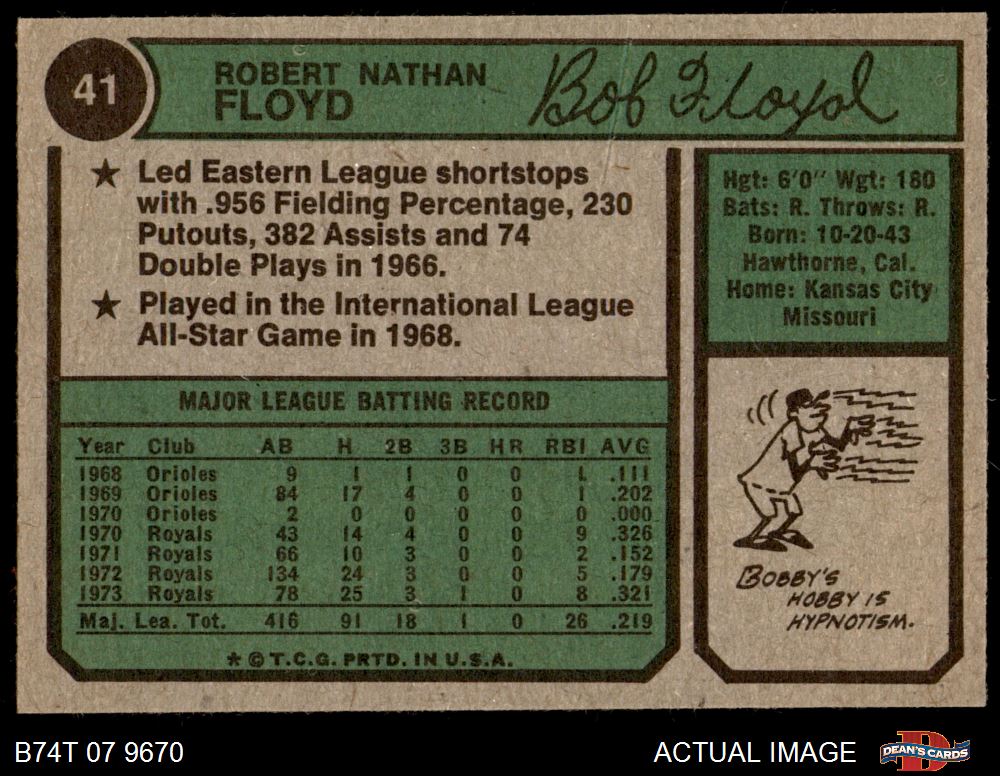 41
ROBERT NATHAN
FLOYD
Bob Floyd
★ Led Eastern League shortstops
with .956 Fielding Percentage, 230
Putouts, 382 Assists and 74
Double Plays in 1966.
★ Played in the International League
All-Star Game in 1968.
Hgt: 6'0" Wgt: 180
Bats: R. Throws: R.
Born: 10-20-43
Hawthorne, Cal.
Home: Kansas City
Missouri
MAJOR LEAGUE BATTING RECORD
Year Club AB H 2B 3B HR RBI AVG
1968 Orioles 9 1 1 0 0 1 .111
1969 Orioles 84 17 4 0 0 1 .202
1970 Orioles 2 0 0 0 0 0 .000
1970 Royals 43 14 4 0 0 9 .326
1971 Royals 66 10 3 0 0 2 .152
1972 Royals 134 24 3 0 0 5 .179
1973 Royals 78 25 3 1 0 8 .321
Maj. Lea. Tot. 416 91 18 1 0 26 .219
* © T.C.G. PRTD. IN U.S.A.
BOBBY'S
HOBBY IS
HYPNOTISM.
B74T 07 9670
ACTUAL IMAGE
DEAN'S CARDS